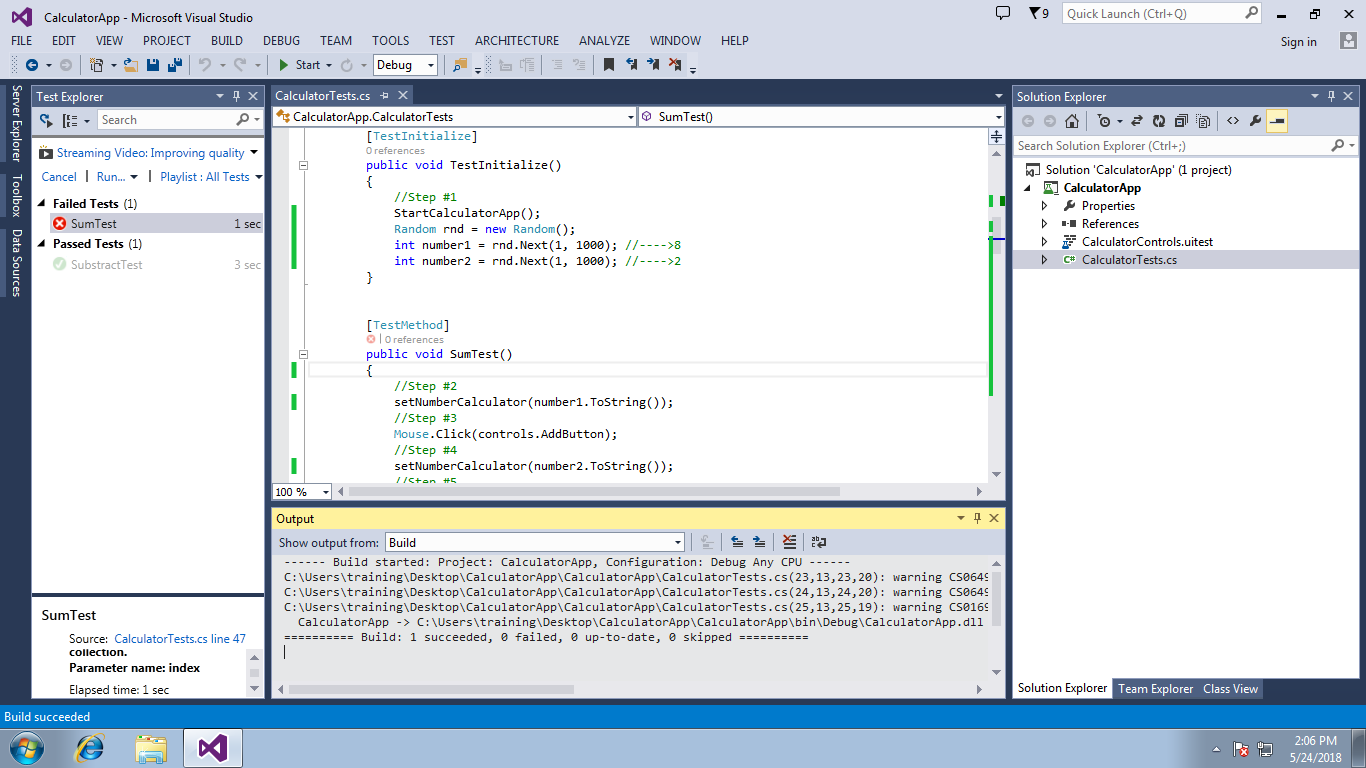 CalculatorApp - Microsoft Visual Studio
9
Quick Launch (Ctrl+Q)
FILE EDIT VIEW PROJECT BUILD DEBUG TEAM TOOLS TEST ARCHITECTURE ANALYZE WINDOW HELP
Sign in
Start
Debug
Server Explorer
Toolbox
Data Sources
Test Explorer
Search
Streaming Video: Improving quality
Cancel | Run... | Playlist : All Tests
Failed Tests (1)
SumTest 1 sec
Passed Tests (1)
SubstractTest 3 sec
SumTest
Source: CalculatorTests.cs line 47
collection.
Parameter name: index
Elapsed time: 1 sec
CalculatorTests.cs
CalculatorApp.CalculatorTests
SumTest()
[TestInitialize]
0 references
public void TestInitialize()
{
//Step #1
StartCalculatorApp();
Random rnd = new Random();
int number1 = rnd.Next(1, 1000); //---->8
int number2 = rnd.Next(1, 1000); //---->2
}
[TestMethod]
| 0 references
public void SumTest()
{
//Step #2
setNumberCalculator(number1.ToString());
//Step #3
Mouse.Click(controls.AddButton);
//Step #4
setNumberCalculator(number2.ToString());
//Step #5
100 %
Output
Show output from: Build
------ Build started: Project: CalculatorApp, Configuration: Debug Any CPU ------
C:\Users\training\Desktop\CalculatorApp\CalculatorApp\CalculatorTests.cs(23,13,23,20): warning CS0649
C:\Users\training\Desktop\CalculatorApp\CalculatorApp\CalculatorTests.cs(24,13,24,20): warning CS0649
C:\Users\training\Desktop\CalculatorApp\CalculatorApp\CalculatorTests.cs(25,13,25,19): warning CS0169
CalculatorApp -> C:\Users\training\Desktop\CalculatorApp\CalculatorApp\bin\Debug\CalculatorApp.dll
========== Build: 1 succeeded, 0 failed, 0 up-to-date, 0 skipped ==========
Solution Explorer
Search Solution Explorer (Ctrl+;)
Solution 'CalculatorApp' (1 project)
CalculatorApp
Properties
References
CalculatorControls.uitest
C# CalculatorTests.cs
Solution Explorer Team Explorer Class View
Build succeeded
2:06 PM
5/24/2018